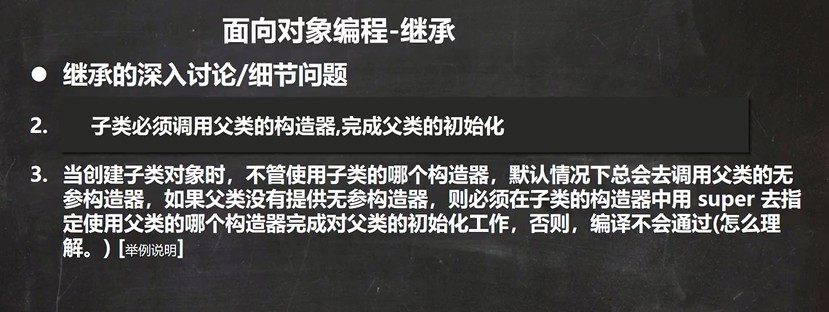 面向对象编程-继承
● 继承的深入讨论/细节问题
2. 子类必须调用父类的构造器,完成父类的初始化
3. 当创建子类对象时，不管使用子类的哪个构造器，默认情况下总会去调用父类的无
参构造器，如果父类没有提供无参构造器，则必须在子类的构造器中用 super 去指
定使用父类的哪个构造器完成对父类的初始化工作，否则，编译不会通过(怎么理
解。) [举例说明]